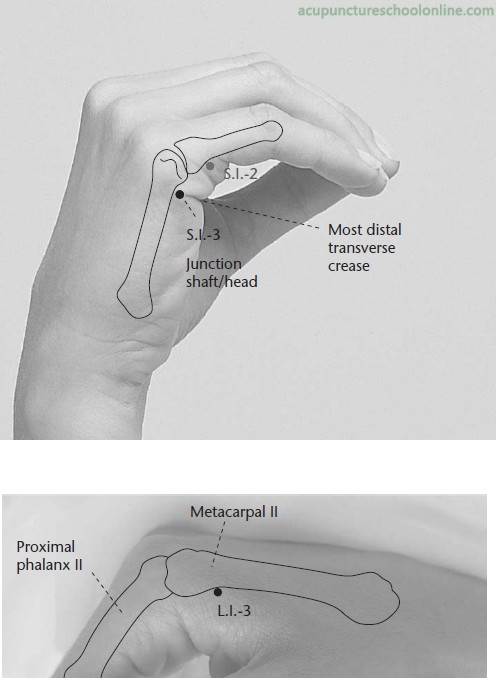 acupunctureschoolonline.com
S.I.-2
S.I.-3
Junction
shaft/head
Most distal
transverse
crease
Metacarpal II
Proximal
phalanx II
L.I.-3